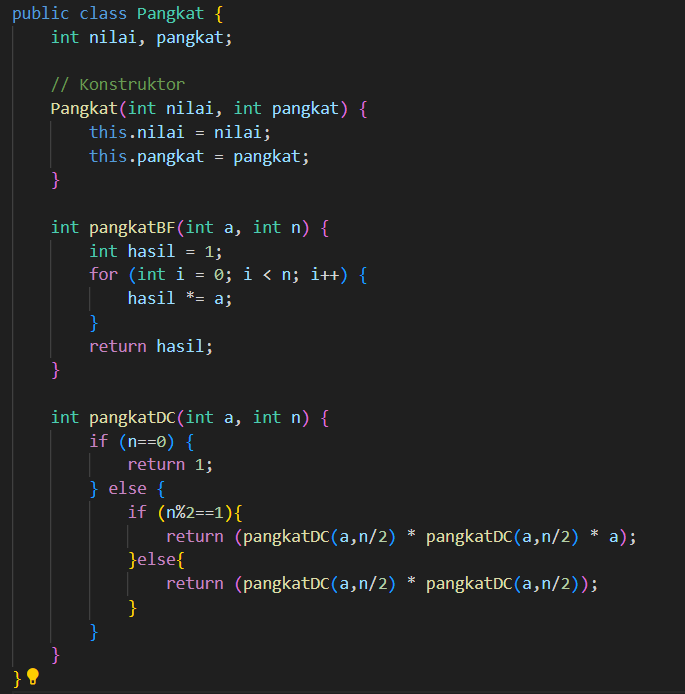 public class Pangkat {
    int nilai, pangkat;

    // Konstruktor
    Pangkat(int nilai, int pangkat) {
        this.nilai = nilai;
        this.pangkat = pangkat;
    }

    int pangkatBF(int a, int n) {
        int hasil = 1;
        for (int i = 0; i < n; i++) {
            hasil *= a;
        }
        return hasil;
    }

    int pangkatDC(int a, int n) {
        if (n==0) {
            return 1;
        } else {
            if (n%2==1){
                return (pangkatDC(a,n/2) * pangkatDC(a,n/2) * a);
            }else{
                return (pangkatDC(a,n/2) * pangkatDC(a,n/2));
            }
        }
    }
}